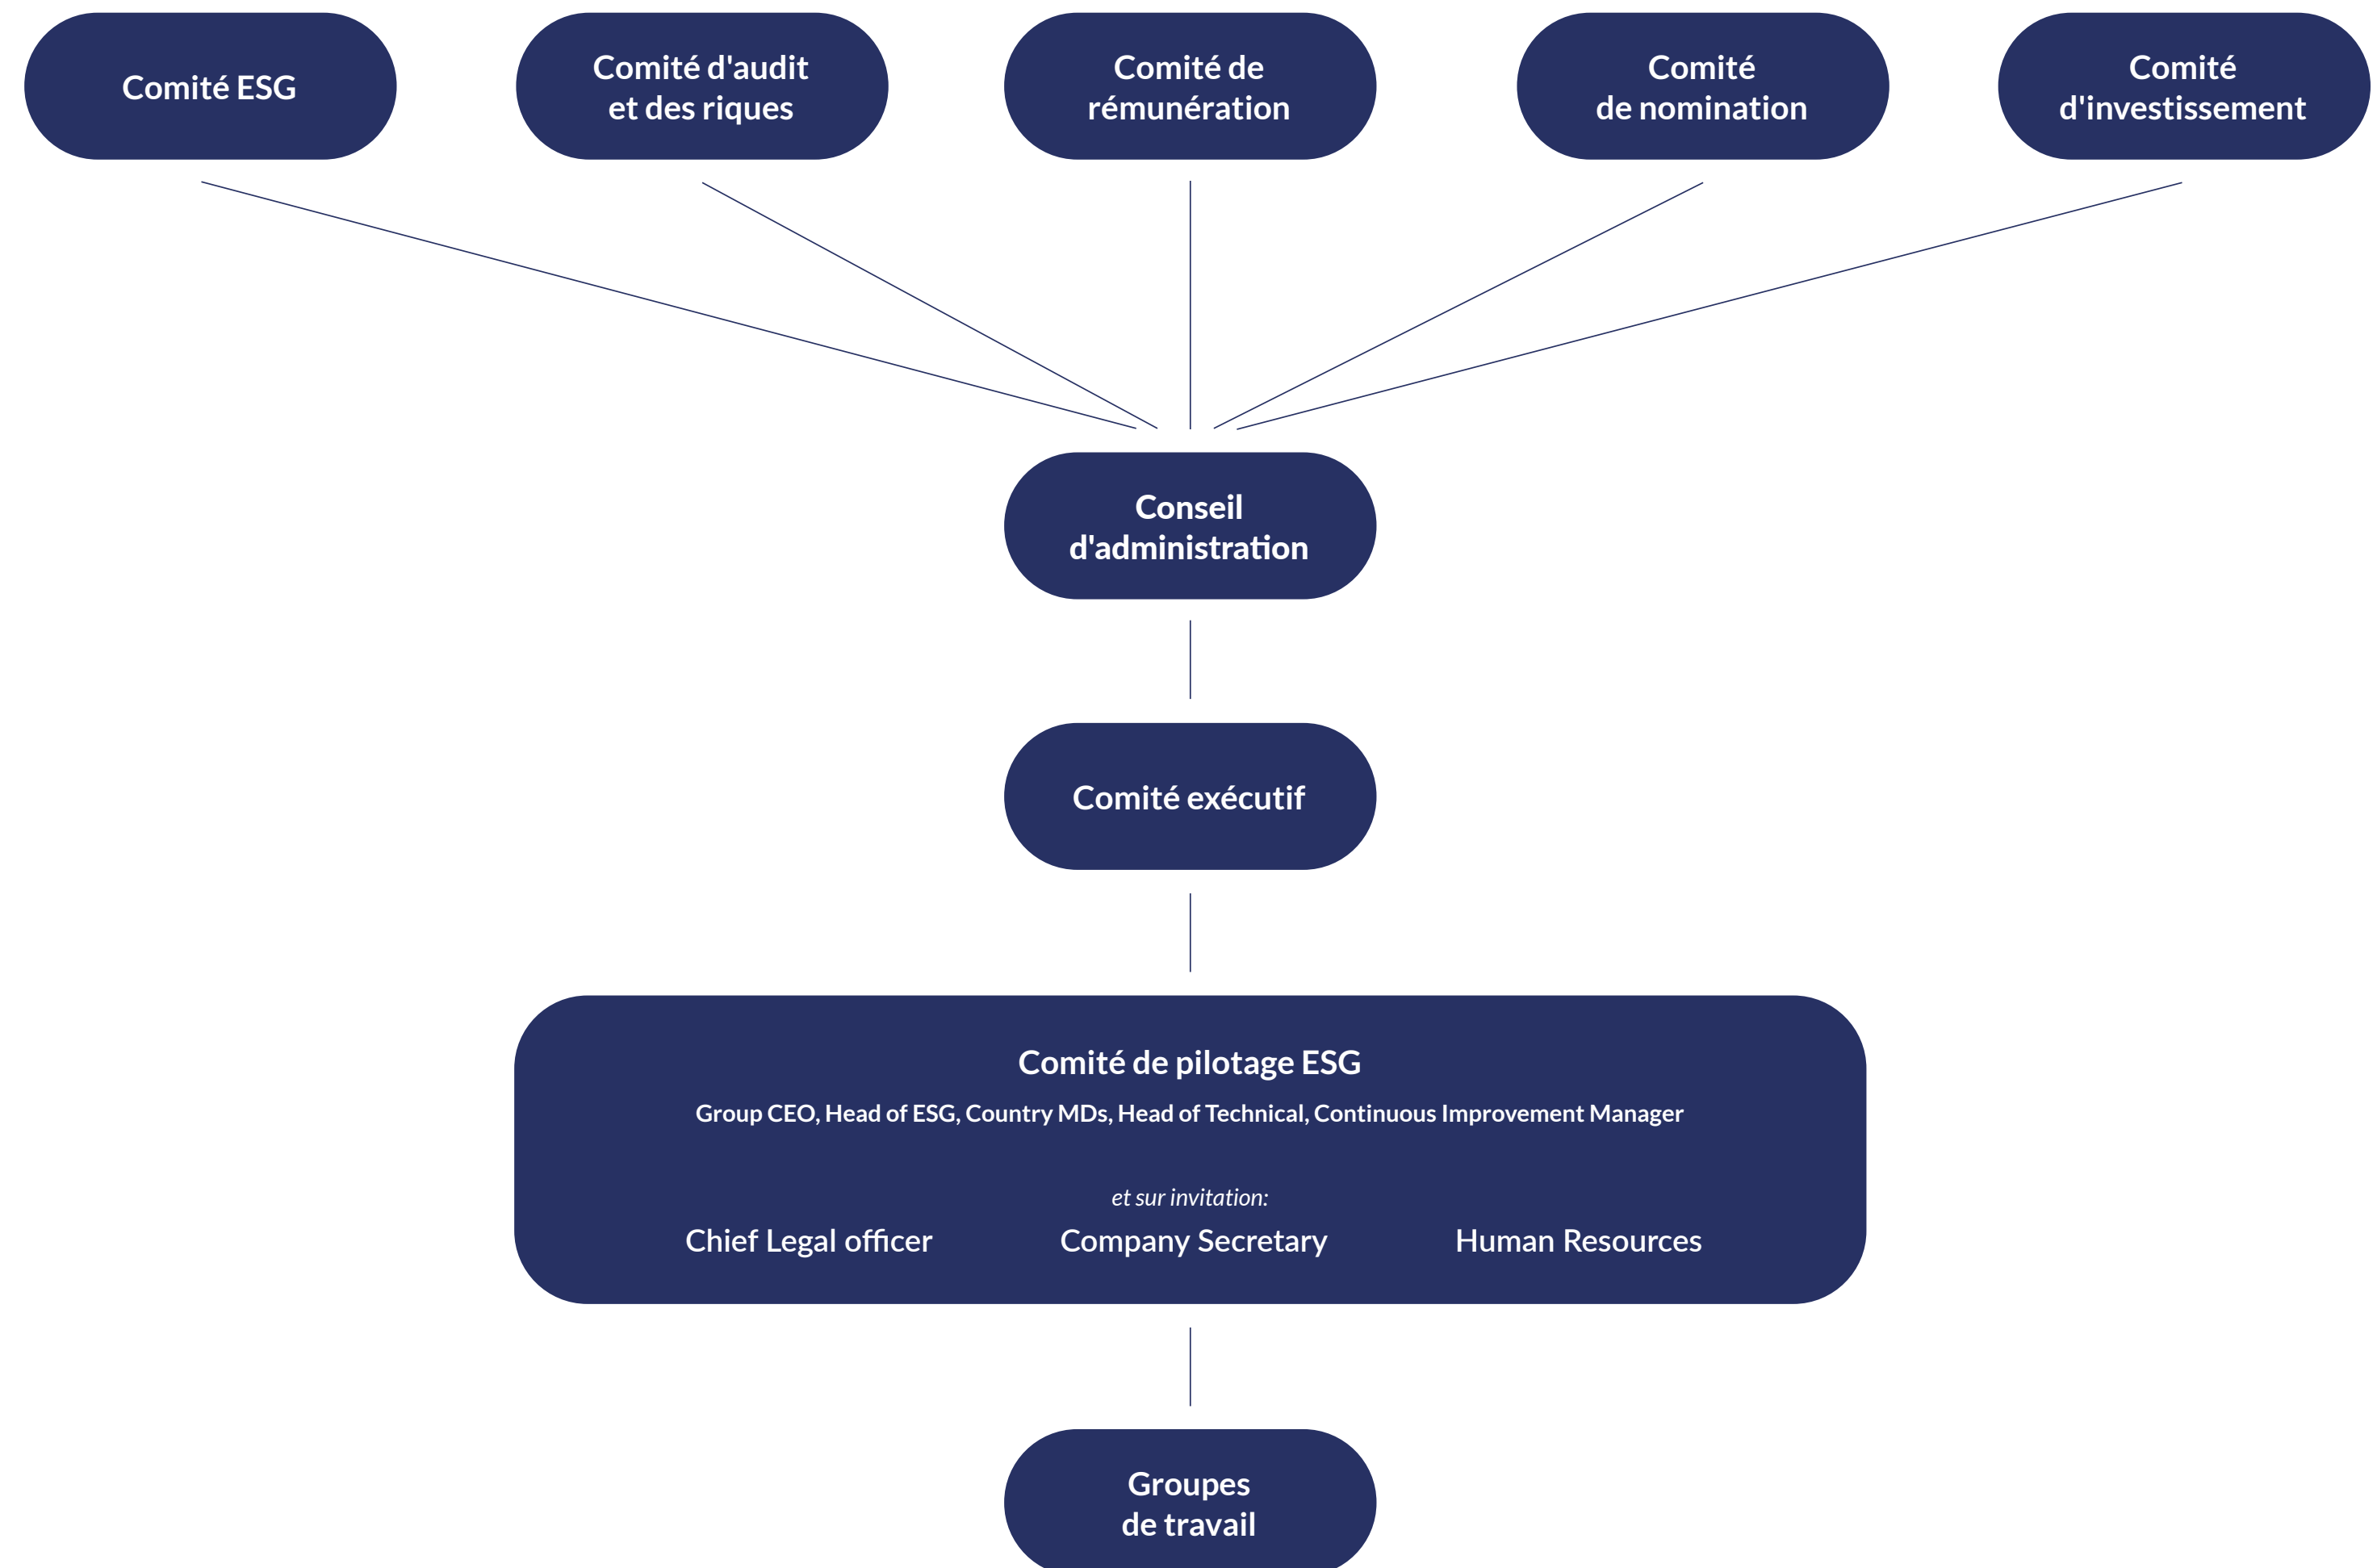 Comité ESG
Comité d'audit
et des riques
Comité de
rémunération
Comité
de nomination
Comité
d'investissement
Conseil
d'administration
Comité exécutif
Comité de pilotage ESG
Group CEO, Head of ESG, Country MDs, Head of Technical, Continuous Improvement Manager
et sur invitation:
Chief Legal officer
Company Secretary
Human Resources
Groupes
de travail